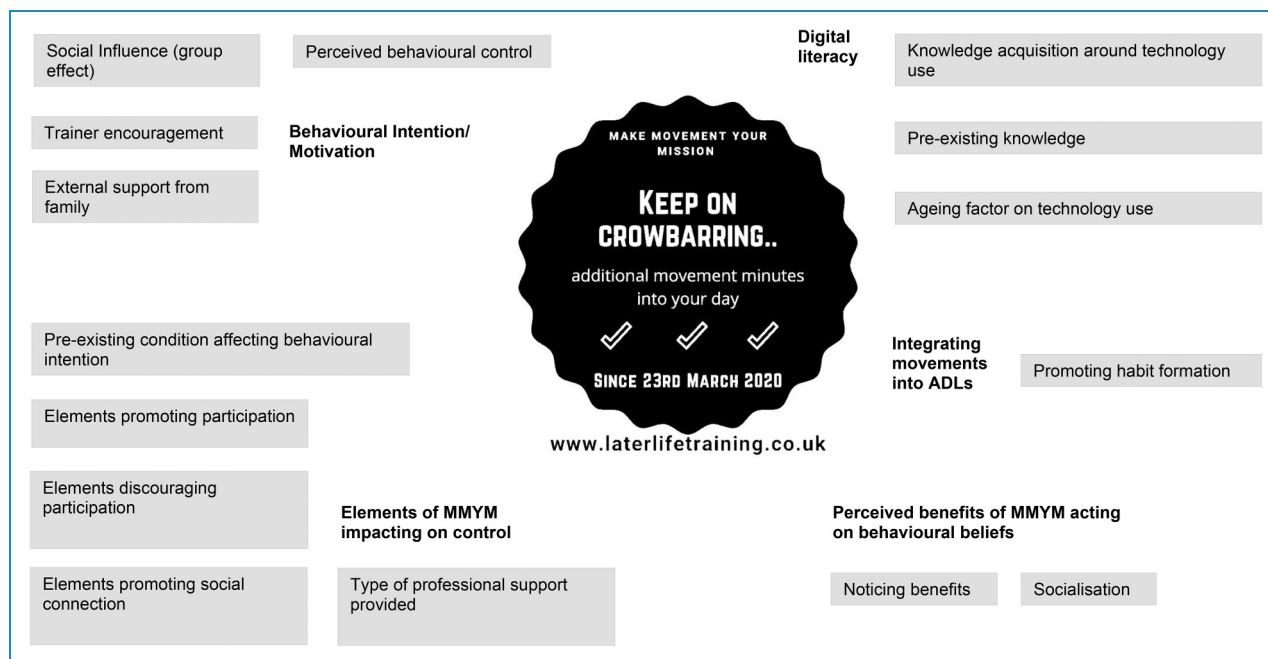 Social Influence (group
effect)
Perceived behavioural control
Trainer encouragement
Behavioural Intention/
Motivation
External support from
family
Digital
literacy
Knowledge acquisition around technology
use
Pre-existing knowledge
Ageing factor on technology use
MAKE MOVEMENT YOUR
MISSION
KEEP ON
CROWBARRING..
additional movement minutes
into your day
SINCE 23RD MARCH 2020
www.laterlifetraining.co.uk
Pre-existing condition affecting behavioural
intention
Elements promoting participation
Elements discouraging
participation
Elements of MMYM
impacting on control
Elements promoting social
connection
Type of professional support
provided
Integrating
movements
into ADLs
Promoting habit formation
Perceived benefits of MMYM acting
on behavioural beliefs
Noticing benefits
Socialisation